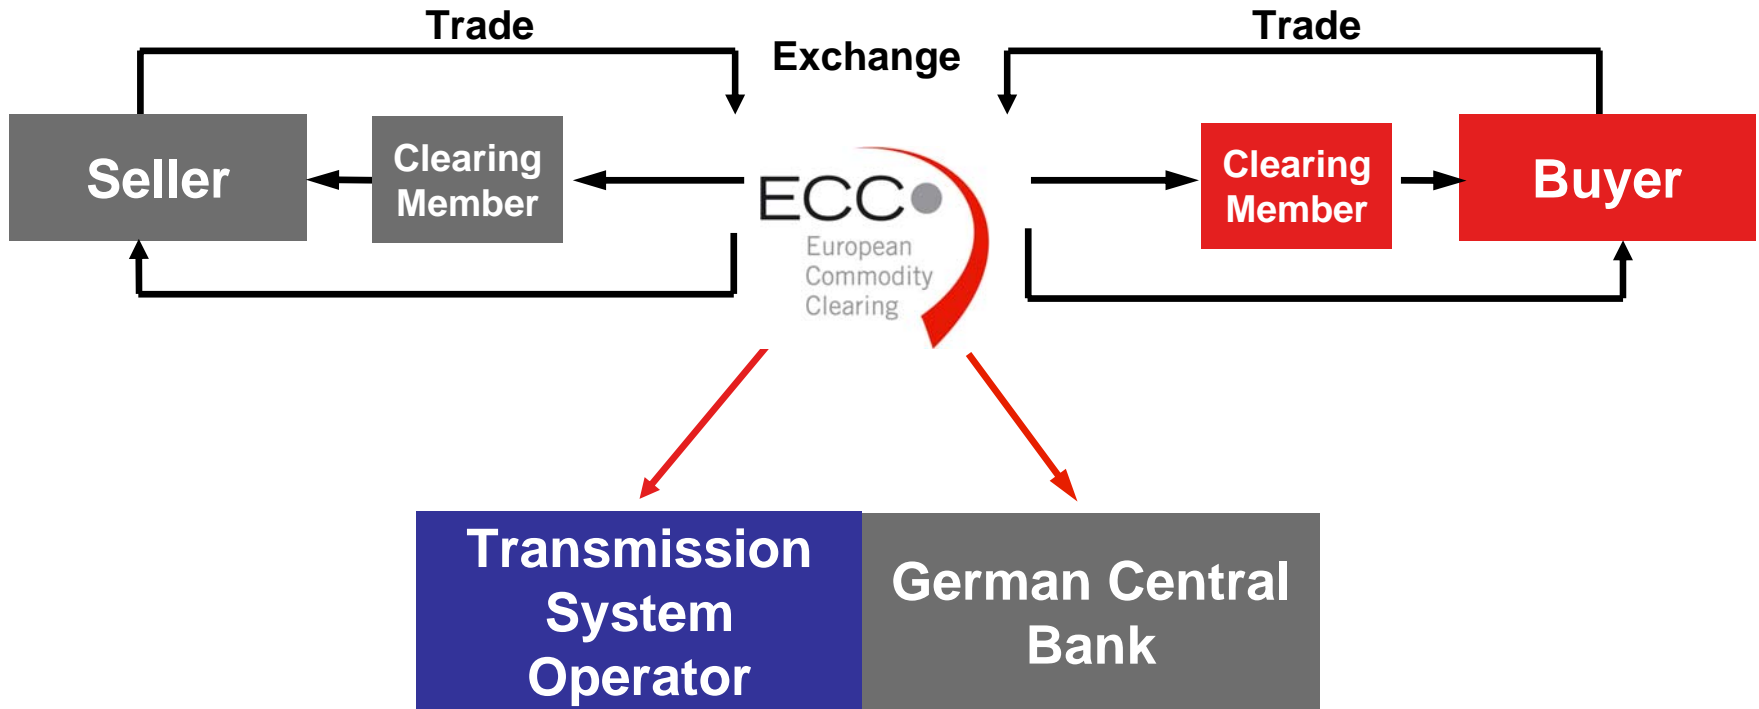 Trade
Exchange
Trade
Seller
Clearing
Member
ECC
European
Commodity
Clearing
Clearing
Member
Buyer
Transmission
System
Operator
German Central
Bank